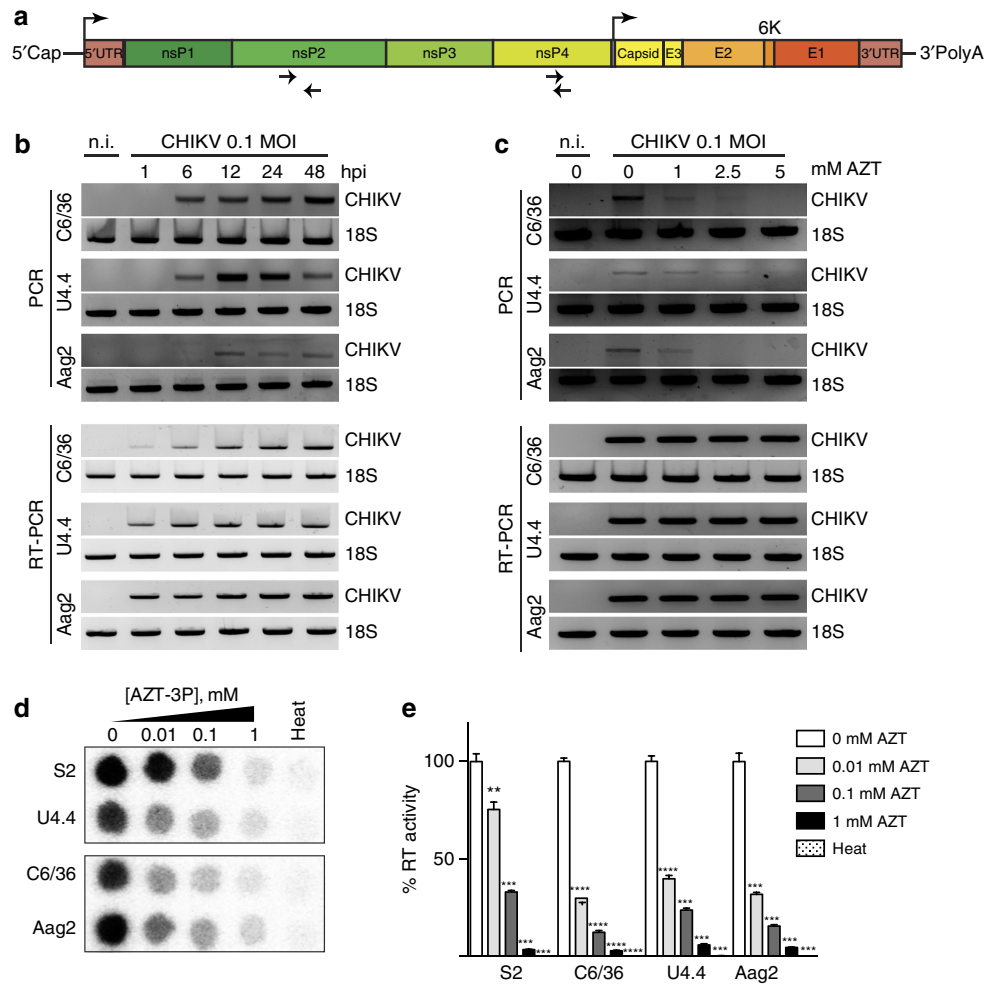 a
6K
5′Cap 5′UTR nsP1 nsP2 nsP3 nsP4 Capsid E3 E2 E1 3′UTR 3′PolyA
b
n.i. CHIKV 0.1 MOI
1 6 12 24 48 hpi
PCR
C6/36
CHIKV
18S
U4.4
CHIKV
18S
Aag2
CHIKV
18S
RT-PCR
C6/36
CHIKV
18S
U4.4
CHIKV
18S
Aag2
CHIKV
18S
c
n.i. CHIKV 0.1 MOI
0 0 1 2.5 5 mM AZT
PCR
C6/36
CHIKV
18S
U4.4
CHIKV
18S
Aag2
CHIKV
18S
RT-PCR
C6/36
CHIKV
18S
U4.4
CHIKV
18S
Aag2
CHIKV
18S
d
[AZT-3P], mM
0 0.01 0.1 1 Heat
S2
U4.4
C6/36
Aag2
e
% RT activity
100
50
** *** *** ***
**** **** **** ****
**** *** *** ***
*** *** *** ***
S2 C6/36 U4.4 Aag2
0 mM AZT
0.01 mM AZT
0.1 mM AZT
1 mM AZT
Heat